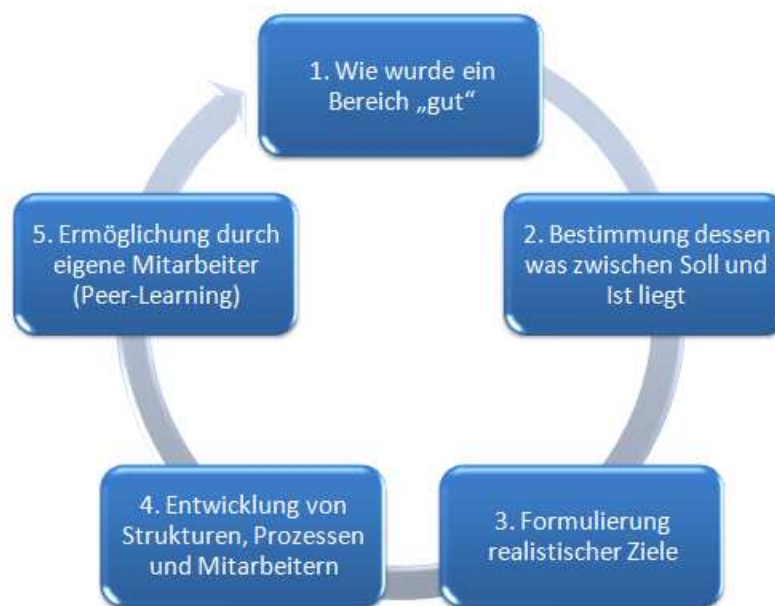 1. Wie wurde ein
Bereich „gut“
2. Bestimmung dessen
was zwischen Soll und
Ist liegt
3. Formulierung
realistischer Ziele
4. Entwicklung von
Strukturen, Prozessen
und Mitarbeitern
5. Ermöglichung durch
eigene Mitarbeiter
(Peer-Learning)